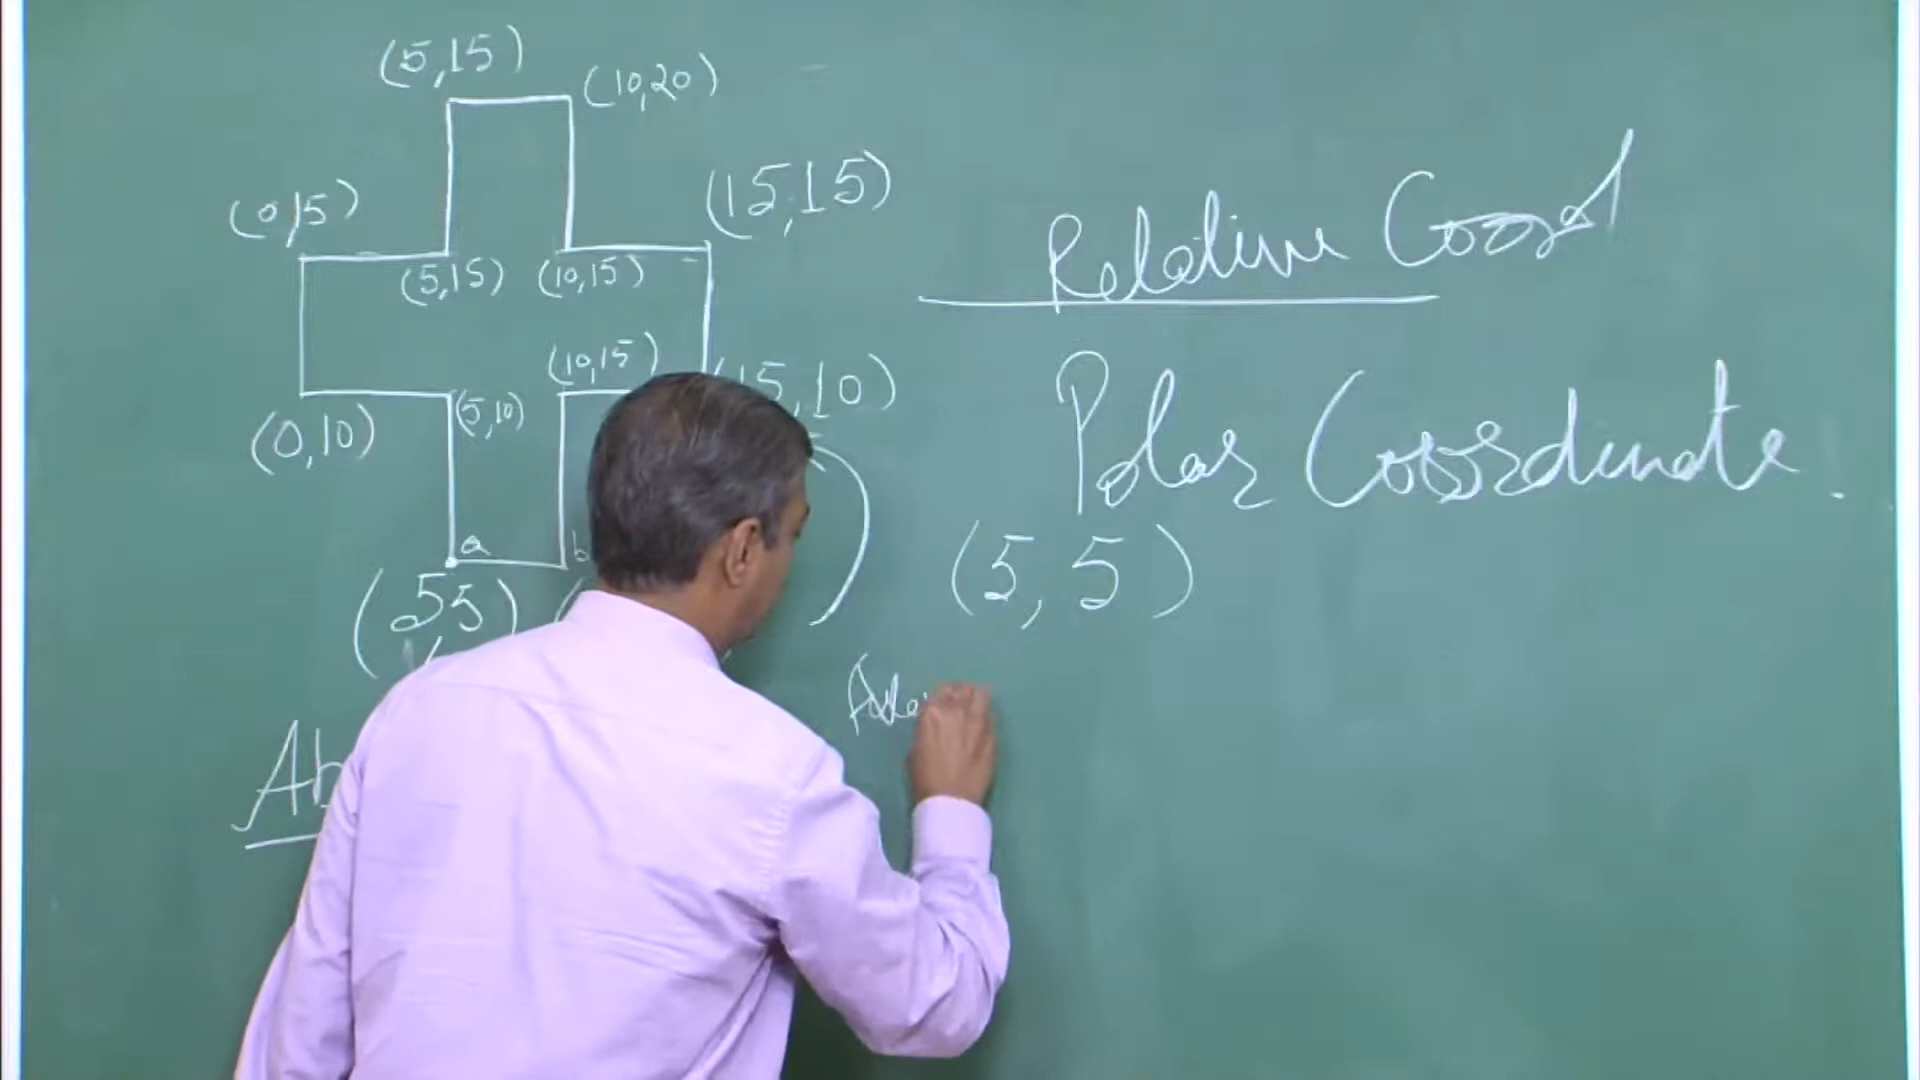 (5,15)
(10,20)
(15,15)
(0,15)
(5,15) (10,15)
(10,15)
15,10)
(5,10)
(0,10)
a
b
(5,5)
Ab
Relative Coord
Polar Coordinate.
(5, 5)